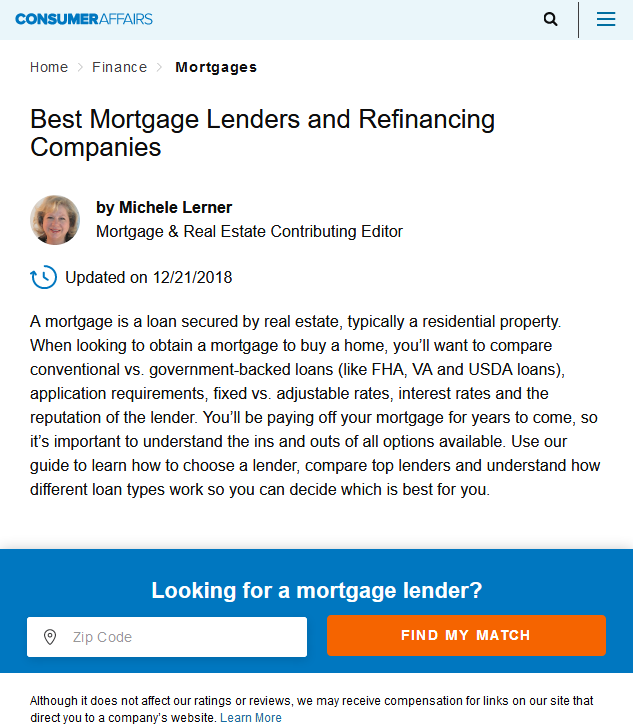 CONSUMERAFFAIRS
Home > Finance > Mortgages
Best Mortgage Lenders and Refinancing
Companies
by Michele Lerner
Mortgage & Real Estate Contributing Editor
Updated on 12/21/2018
A mortgage is a loan secured by real estate, typically a residential property.
When looking to obtain a mortgage to buy a home, you’ll want to compare
conventional vs. government-backed loans (like FHA, VA and USDA loans),
application requirements, fixed vs. adjustable rates, interest rates and the
reputation of the lender. You’ll be paying off your mortgage for years to come, so
it’s important to understand the ins and outs of all options available. Use our
guide to learn how to choose a lender, compare top lenders and understand how
different loan types work so you can decide which is best for you.
Looking for a mortgage lender?
Zip Code
FIND MY MATCH
Although it does not affect our ratings or reviews, we may receive compensation for links on our site that
direct you to a company’s website. Learn More